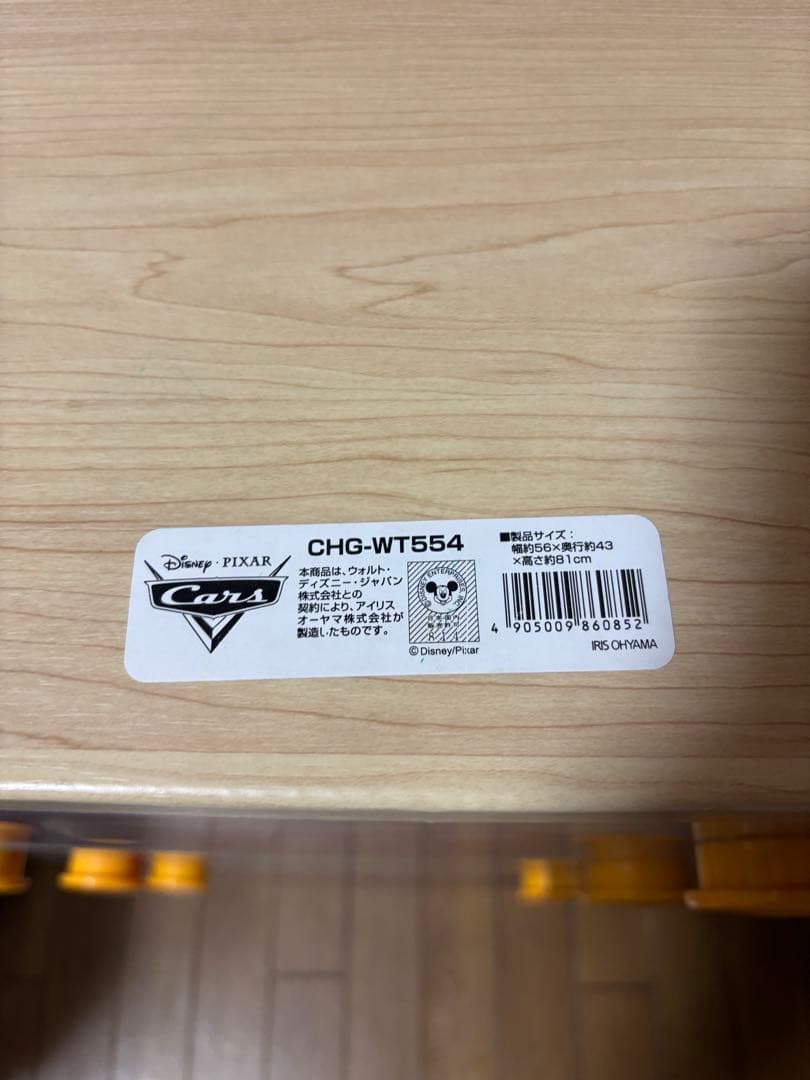 Disney · PIXAR
Cars
CHG-WT554
本商品は、ウォルト・
ディズニー・ジャパン
株式会社との
契約により、アイリス
オーヤマ株式会社が
製造したものです。
©Disney/Pixar
■製品サイズ：
幅約56×奥行約43
×高さ約81cm
4 905009 860852
IRIS OHYAMA